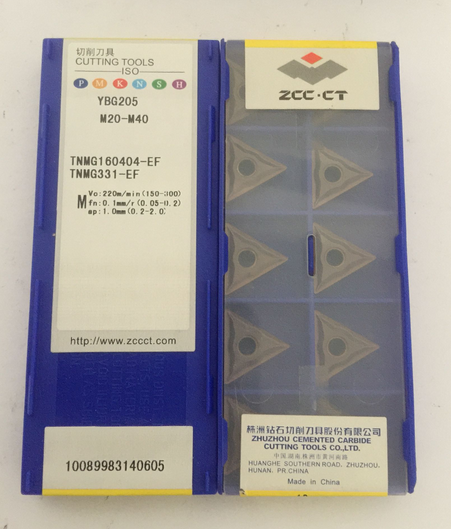 切削刀具
CUTTING TOOLS
ISO
P M K N S H
YBG205
M20-M40
TNMG160404-EF
TNMG331-EF
M
Vc:220m/min(150-300)
fn:0.1mm/r(0.05-0.2)
ap:1.0mm(0.2-2.0)
http://www.zccct.com
10089983140605
ZCC·CT
株洲钻石切削刀具股份有限公司
ZHUZHOU CEMENTED CARBIDE
CUTTING TOOLS CO.,LTD.
中国湖南株洲市黄河南路
HUANGHE SOUTHERN ROAD, ZHUZHOU,
HUNAN, P.R.CHINA
Made in China